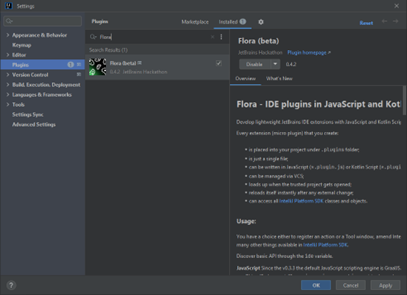 Settings
Plugins
Marketplace
Installed
Reset
Appearance & Behavior
Keymap
Editor
Plugins
Version Control
Build, Execution, Deployment
Languages & Frameworks
Tools
Settings Sync
Advanced Settings
Flora
Search Results (1)
Flora (beta)
0.4.2 JetBrains Hackathon
Flora (beta)
JetBrains Hackathon Plugin homepage
Disable
0.4.2
Overview
What's New
Flora - IDE plugins in JavaScript and Kotl
Develop lightweight JetBrains IDE extensions with JavaScript and Kotlin S
Every extension (macro plugin) that you create:
is placed into your project under .plugins folder;
is just a single file;
can be written in JavaScript (*.plugin.js) or Kotlin Script (*.plugin.kts
can be managed via VCS;
loads up when the trusted project gets opened;
reloads itself instantly after any external change;
can access all Intellij Platform SDK classes and objects.
Usage:
You have a choice either to register an action or a Tool window, amend Inte
many other things available in Intellij Platform SDK.
Discover basic API through the ide variable.
JavaScript Since the v0.3.3 the default JavaScript scripting engine is GraalJS
OK
Cancel
Apply